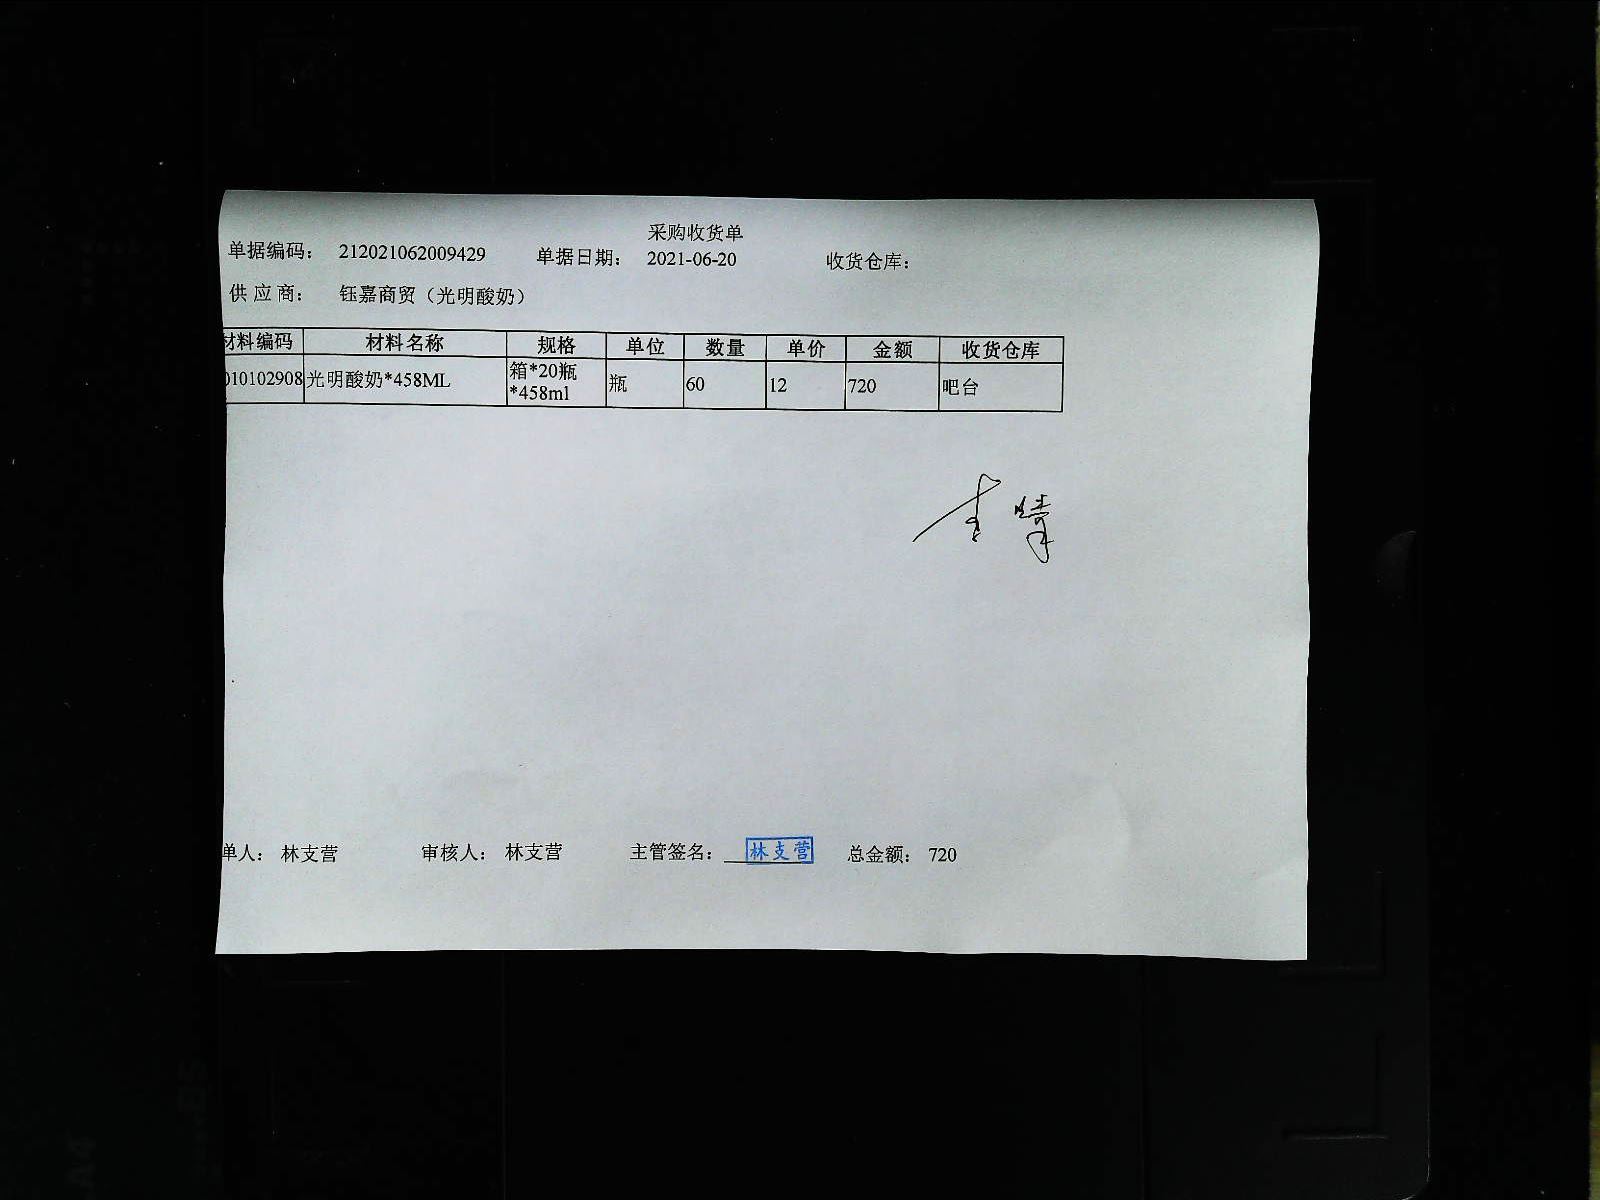 采购收货单
单据编码： 212021062009429 单据日期： 2021-06-20 收货仓库：
供应商： 钰嘉商贸（光明酸奶）
材料编码 材料名称 规格 单位 数量 单价 金额 收货仓库
010102908 光明酸奶*458ML 箱*20瓶*458ml 瓶 60 12 720 吧台
单人： 林支营 审核人： 林支营 主管签名： 林支营 总金额： 720